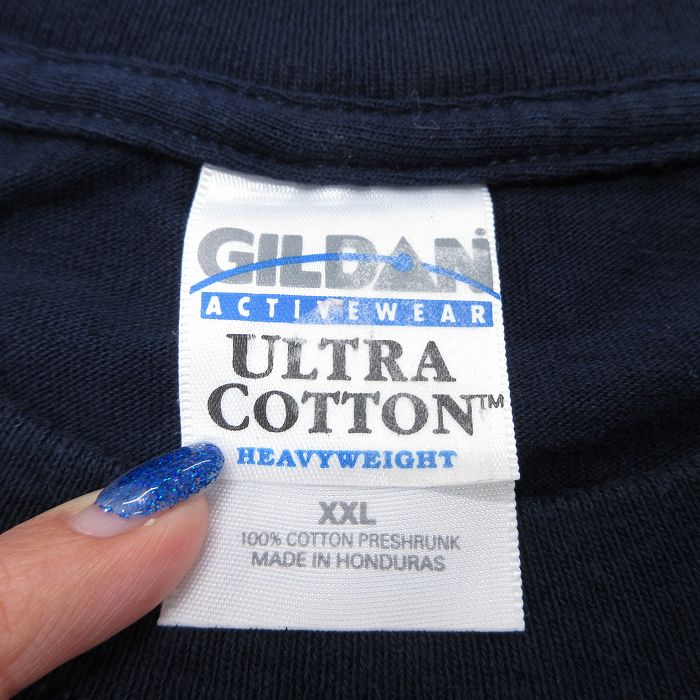 GILDAN
ACTIVEWEAR
ULTRA
COTTON™
HEAVYWEIGHT
XXL
100% COTTON PRESHRUNK
MADE IN HONDURAS